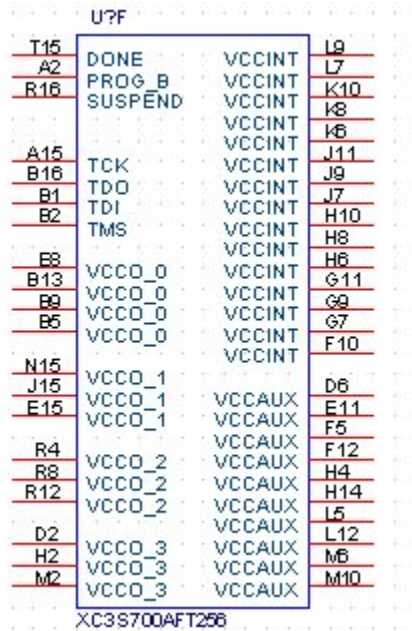 U?F
T15 DONE VCCINT L9
A2 PROG_B VCCINT L7
R16 SUSPEND VCCINT K10
VCCINT K8
VCCINT K6
A15 TCK VCCINT J11
B16 TDO VCCINT J9
B1 TDI VCCINT J7
B2 TMS VCCINT H10
VCCINT H8
E8 VCCO_0 VCCINT H6
B13 VCCO_0 VCCINT G11
B9 VCCO_0 VCCINT G9
B5 VCCO_0 VCCINT G7
VCCINT F10
N15 VCCO_1
J15 VCCO_1 VCCAUX D6
E15 VCCO_1 VCCAUX E11
VCCAUX F5
R4 VCCO_2 VCCAUX F12
R8 VCCO_2 VCCAUX H4
R12 VCCO_2 VCCAUX H14
VCCAUX L5
D2 VCCO_3 VCCAUX L12
H2 VCCO_3 VCCAUX M6
M2 VCCO_3 VCCAUX M10
XC3S700AFT256